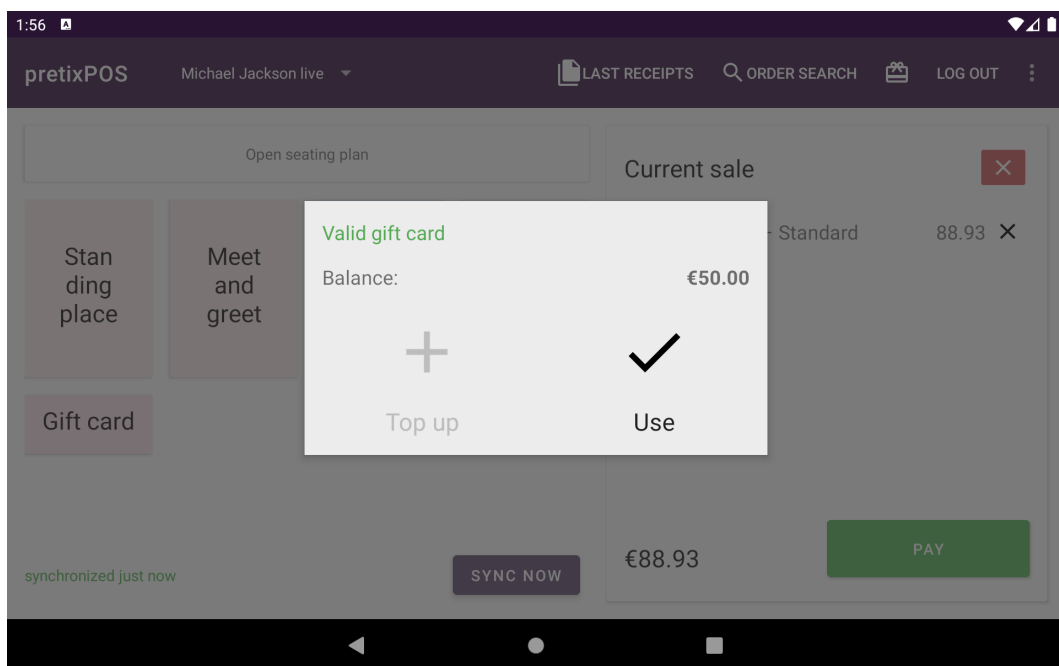 1:56 A
pretixPOS Michael Jackson live LAST RECEIPTS ORDER SEARCH LOG OUT
Open seating plan
Current sale
Stan
ding
place
Meet
and
greet
Gift card
Valid gift card
Balance: €50.00
Top up Use
- Standard 88.93
€88.93 PAY
synchronized just now SYNC NOW